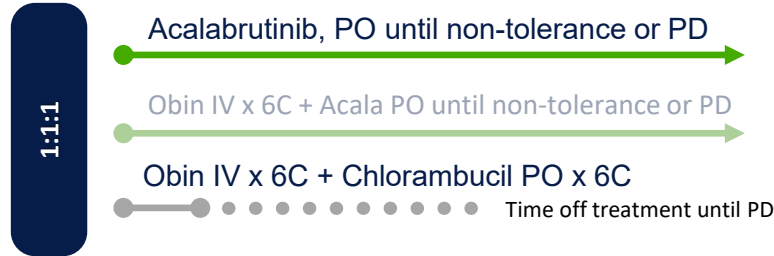 1:1:1
Acalabrutinib, PO until non-tolerance or PD
Obin IV x 6C + Acala PO until non-tolerance or PD
Obin IV x 6C + Chlorambucil PO x 6C
Time off treatment until PD